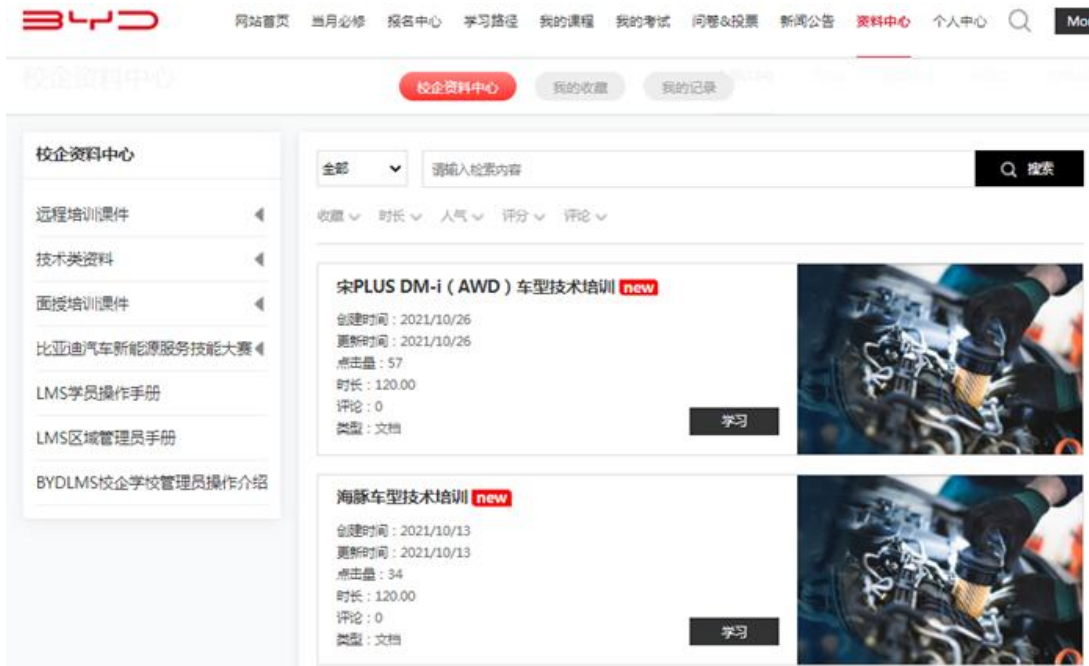 BYD 网站首页 当月必修 报名中心 学习路径 我的课程 我的考试 问卷&投票 新闻公告 资料中心 个人中心 Mo
校企资料中心
校企资料中心 我的收藏 我的记录
校企资料中心
远程培训课件
技术类资料
面授培训课件
比亚迪汽车新能源服务技能大赛
LMS学员操作手册
LMS区域管理员手册
BYDLMS校企学校管理员操作介绍
全部 请输入检索内容 搜索
收藏 时长 人气 评分 评论
宋PLUS DM-i（AWD）车型技术培训 new
创建时间：2021/10/26
更新时间：2021/10/26
点击量：57
时长：120.00
评论：0
类型：文档
学习
海豚车型技术培训 new
创建时间：2021/10/13
更新时间：2021/10/13
点击量：34
时长：120.00
评论：0
类型：文档
学习